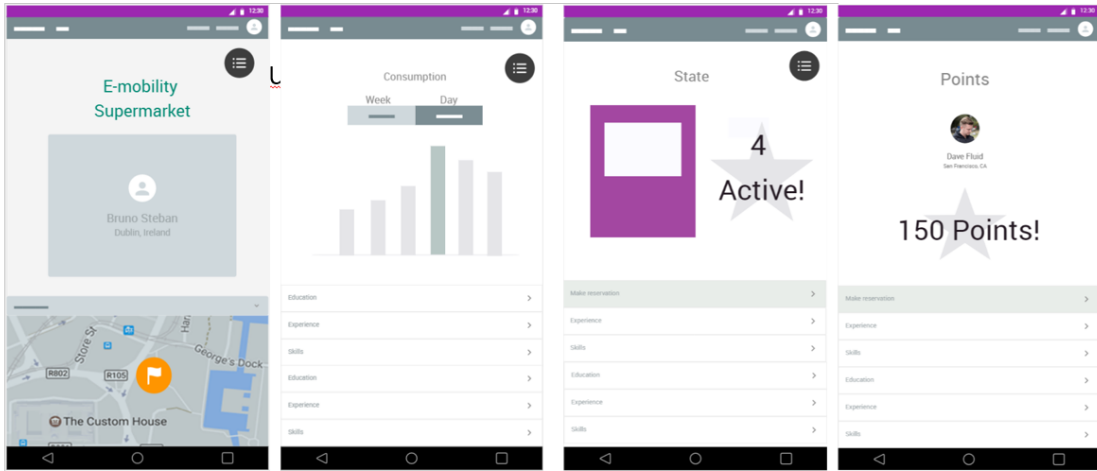 12:30
E-mobility
Supermarket
Bruno Steban
Dublin, Ireland
Store St
Har
George's Dock
R802
R105
The Custom House
U
12:30
Consumption
Week
Day
Education
Experience
Skills
Education
Experience
Skills
12:30
State
4
Active!
Make reservation
Experience
Skills
Education
Experience
Skills
12:30
Points
Dave Fluid
San Francisco, CA
150 Points!
Make reservation
Experience
Skills
Education
Experience
Skills